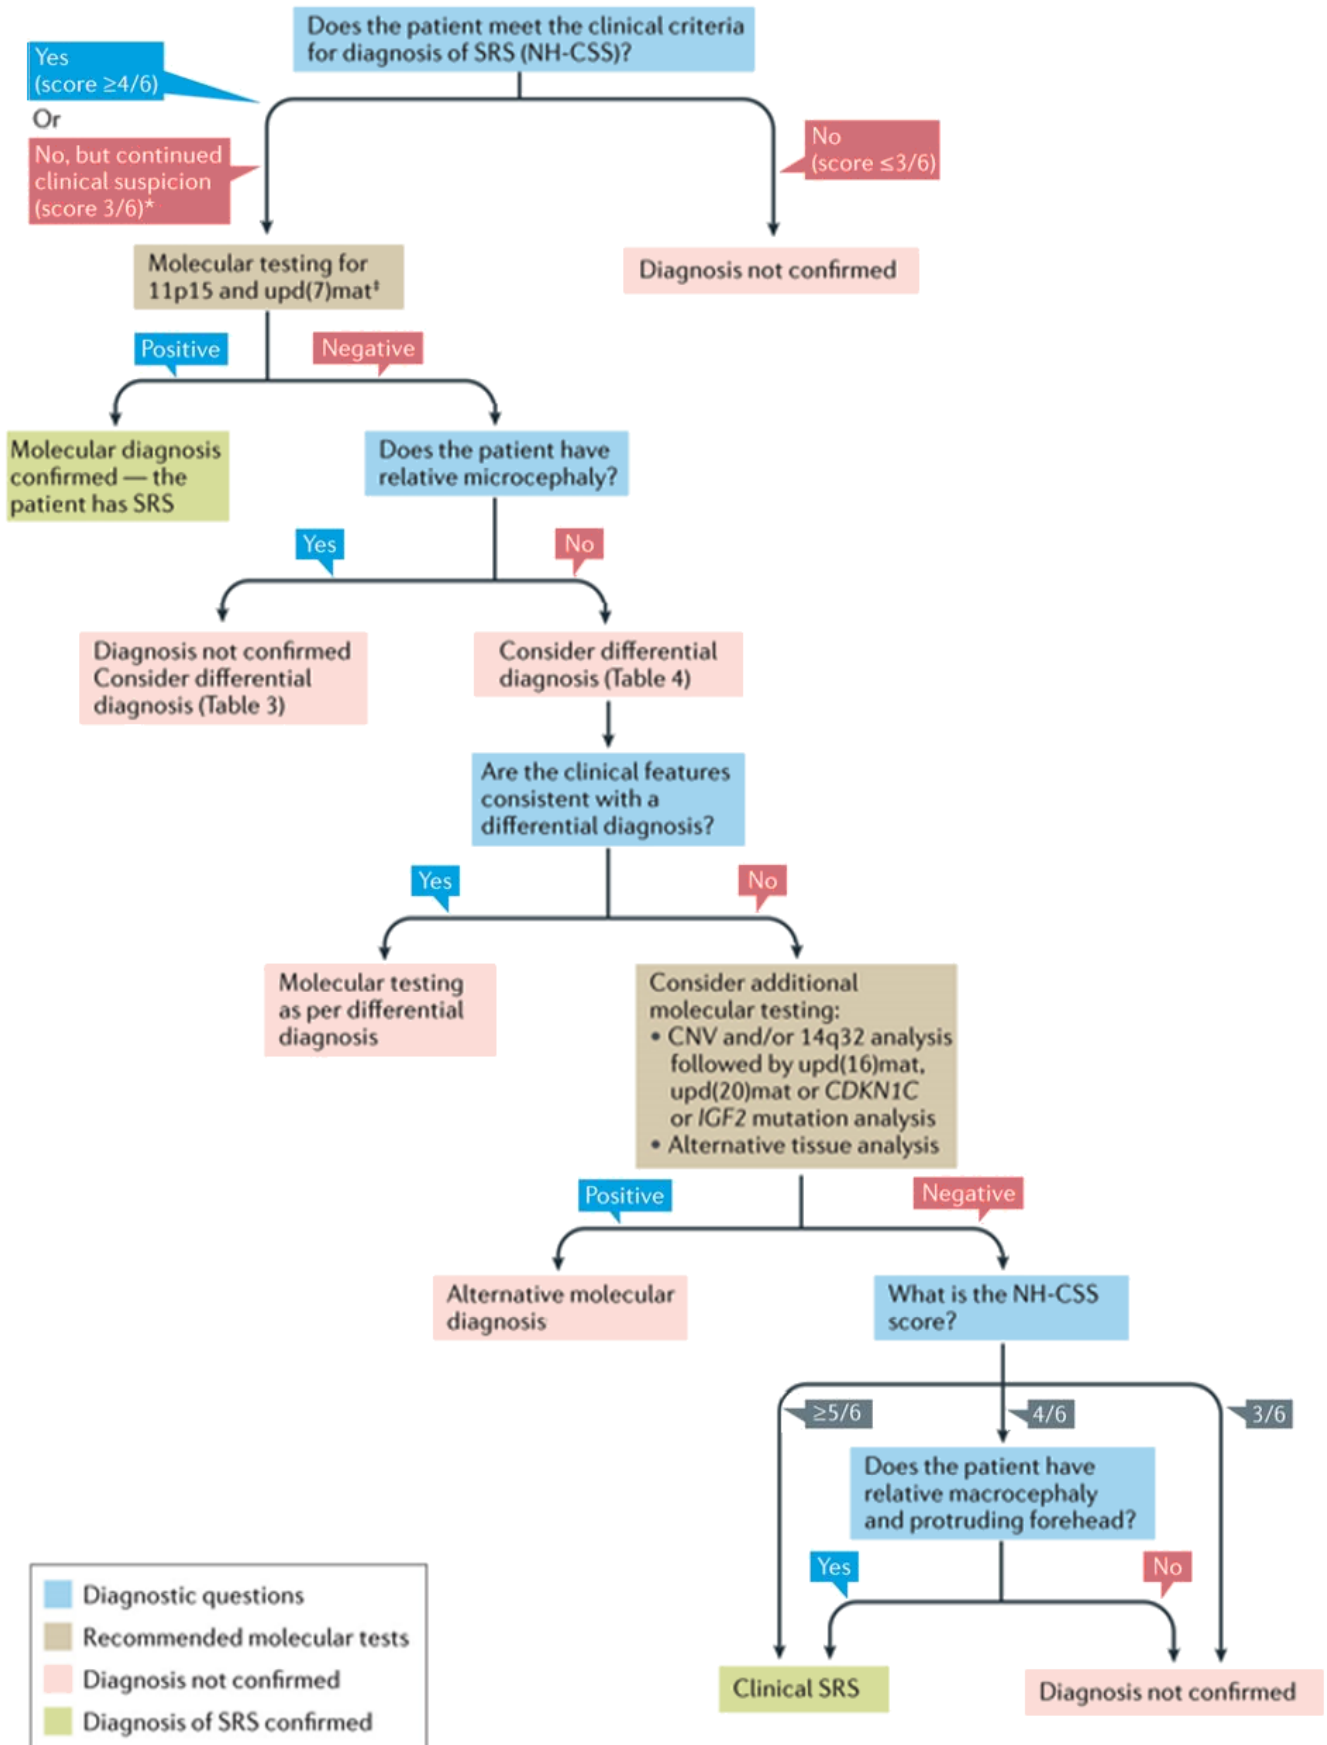 Does the patient meet the clinical criteria
for diagnosis of SRS (NH-CSS)?
Yes
(score ≥4/6)
Or
No, but continued
clinical suspicion
(score 3/6)*
No
(score ≤3/6)
Molecular testing for
11p15 and upd(7)mat‡
Diagnosis not confirmed
Positive
Negative
Molecular diagnosis
confirmed — the
patient has SRS
Does the patient have
relative microcephaly?
Yes
No
Diagnosis not confirmed
Consider differential
diagnosis (Table 3)
Consider differential
diagnosis (Table 4)
Are the clinical features
consistent with a
differential diagnosis?
Yes
No
Molecular testing
as per differential
diagnosis
Consider additional
molecular testing:
• CNV and/or 14q32 analysis
followed by upd(16)mat,
upd(20)mat or CDKN1C
or IGF2 mutation analysis
• Alternative tissue analysis
Positive
Negative
Alternative molecular
diagnosis
What is the NH-CSS
score?
≥5/6
4/6
3/6
Does the patient have
relative macrocephaly
and protruding forehead?
Yes
No
Clinical SRS
Diagnosis not confirmed
Diagnostic questions
Recommended molecular tests
Diagnosis not confirmed
Diagnosis of SRS confirmed